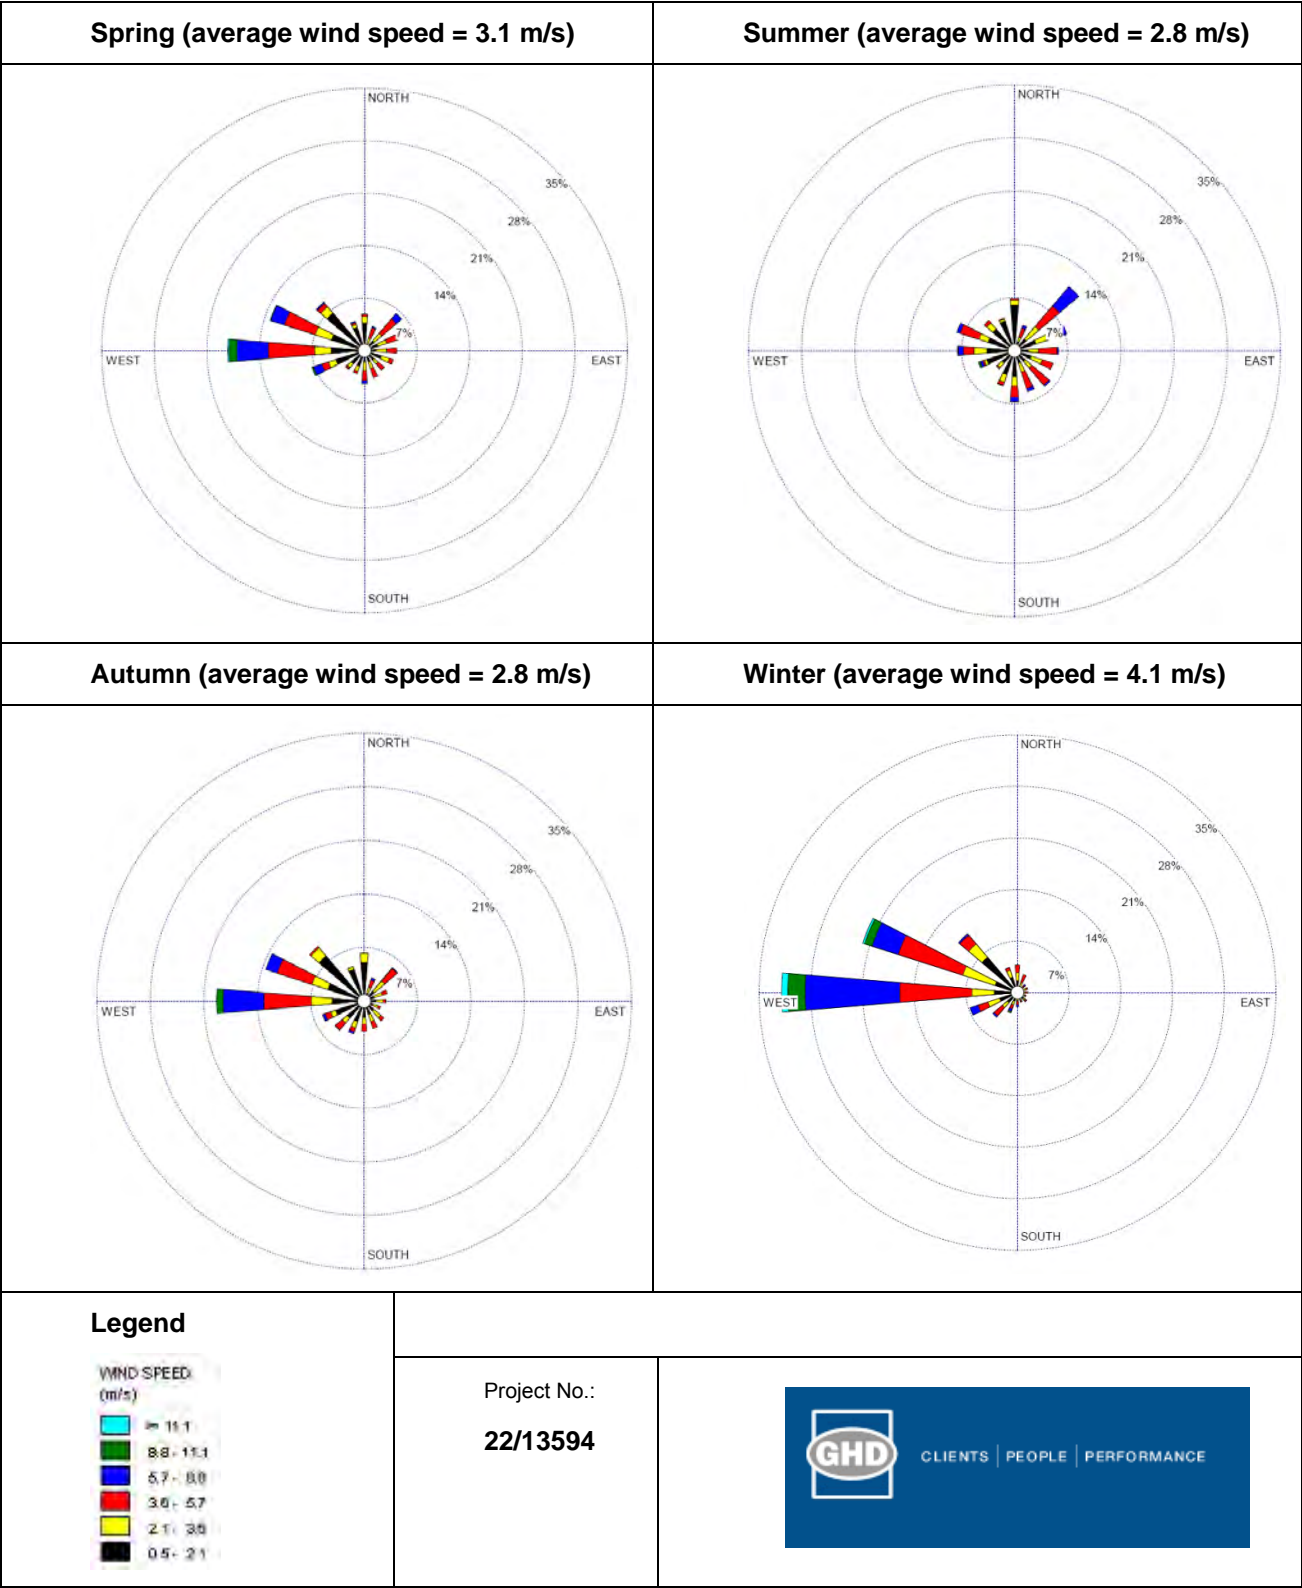 Spring (average wind speed = 3.1 m/s)
Summer (average wind speed = 2.8 m/s)
NORTH
35%
28%
21%
14%
7%
WEST
EAST
SOUTH
NORTH
35%
28%
21%
14%
7%
WEST
EAST
SOUTH
Autumn (average wind speed = 2.8 m/s)
Winter (average wind speed = 4.1 m/s)
NORTH
35%
28%
21%
14%
7%
WEST
EAST
SOUTH
NORTH
35%
28%
21%
14%
7%
WEST
EAST
SOUTH
Legend
WIND SPEED
(m/s)
11.1
8.8 - 11.1
5.7 - 8.8
3.6 - 5.7
2.1 - 3.6
0.5 - 2.1
Project No.:
22/13594
GHD
CLIENTS | PEOPLE | PERFORMANCE